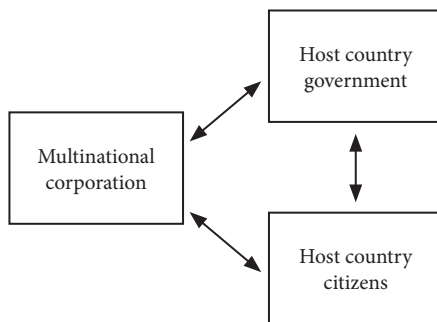 Host country
government
Multinational
corporation
Host country
citizens